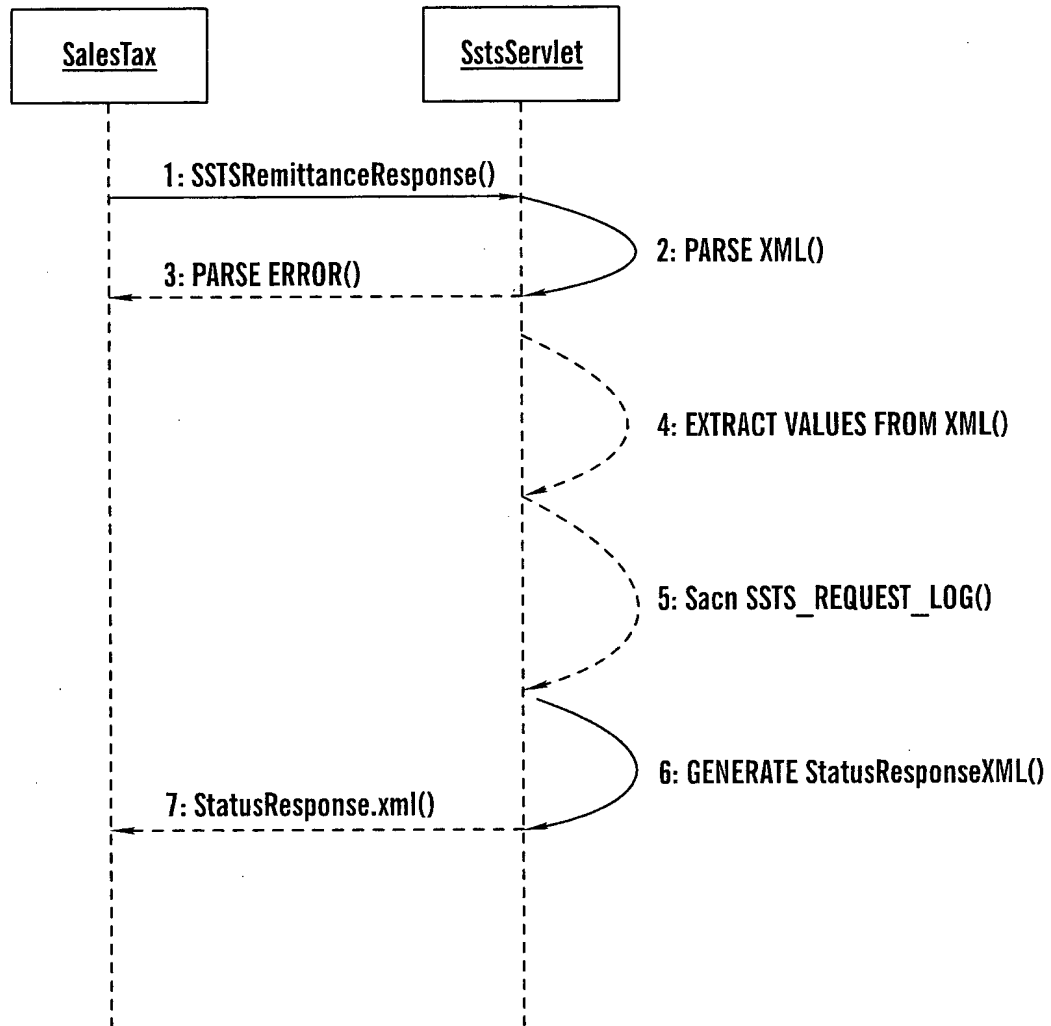 SalesTax
SstsServlet
1: SSTSRemittanceResponse()
2: PARSE XML()
3: PARSE ERROR()
4: EXTRACT VALUES FROM XML()
5: Sacn SSTS_REQUEST_LOG()
6: GENERATE StatusResponseXML()
7: StatusResponse.xml()